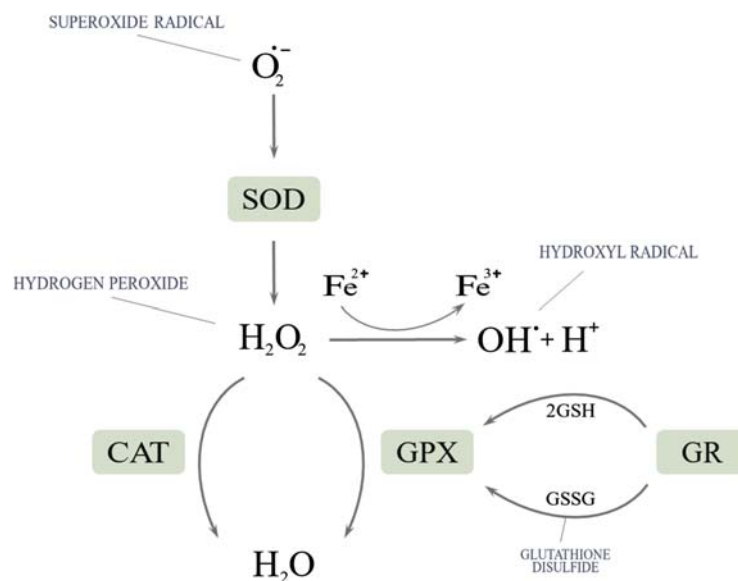 SUPEROXIDE RADICAL
O₂•−
SOD
HYDROGEN PEROXIDE
HYDROXYL RADICAL
Fe²⁺
Fe³⁺
H₂O₂
OH• + H⁺
2GSH
CAT
GPX
GR
GSSG
GLUTATHIONE
DISULFIDE
H₂O